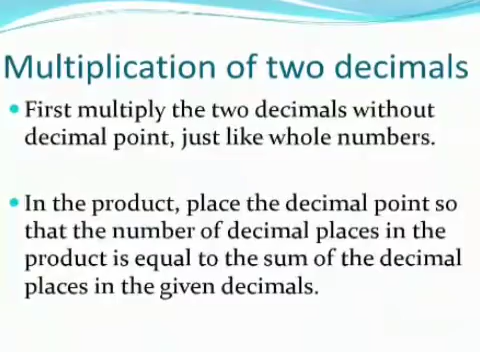 Multiplication of two decimals
First multiply the two decimals without
decimal point, just like whole numbers.
In the product, place the decimal point so
that the number of decimal places in the
product is equal to the sum of the decimal
places in the given decimals.